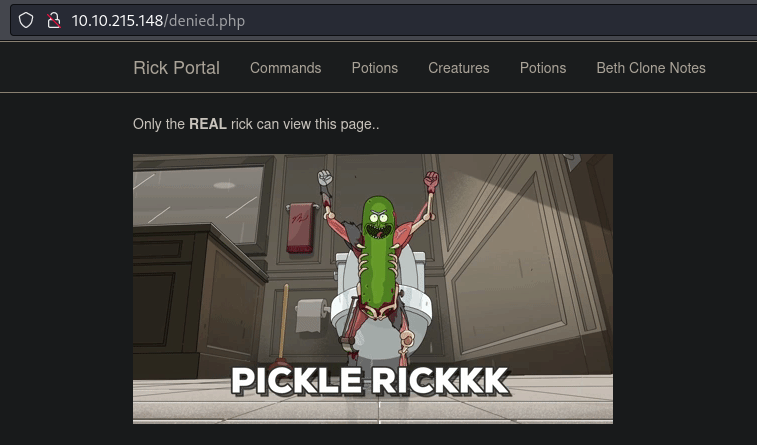 10.10.215.148/denied.php
Rick Portal Commands Potions Creatures Potions Beth Clone Notes
Only the REAL rick can view this page..
PICKLE RICKKK